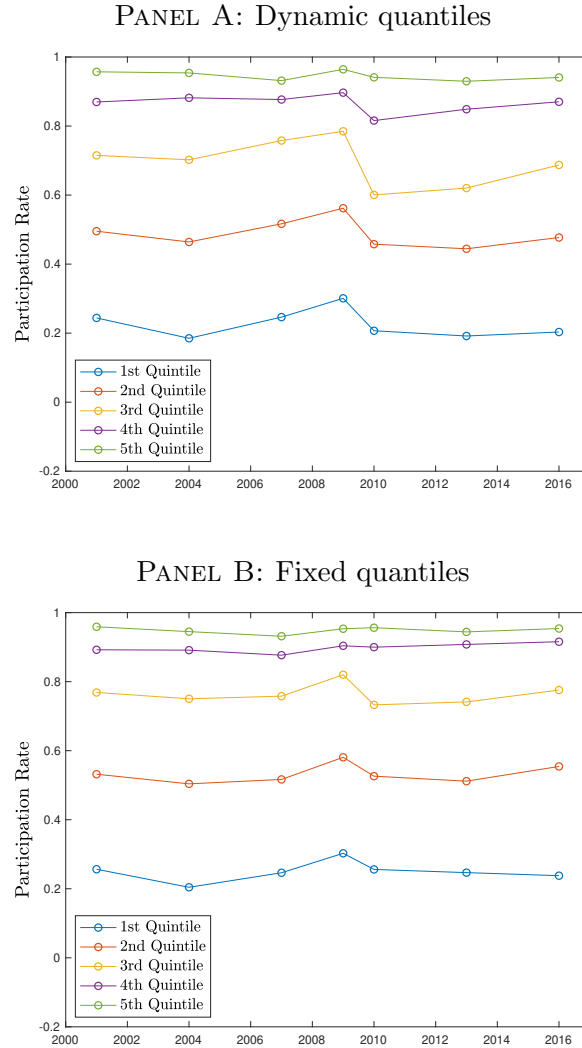 PANEL A: Dynamic quantiles
1
0.8
0.6
0.4
0.2
0
-0.2
Participation Rate
1st Quintile
2nd Quintile
3rd Quintile
4th Quintile
5th Quintile
2000 2002 2004 2006 2008 2010 2012 2014 2016
PANEL B: Fixed quantiles
1
0.8
0.6
0.4
0.2
0
-0.2
Participation Rate
1st Quintile
2nd Quintile
3rd Quintile
4th Quintile
5th Quintile
2000 2002 2004 2006 2008 2010 2012 2014 2016